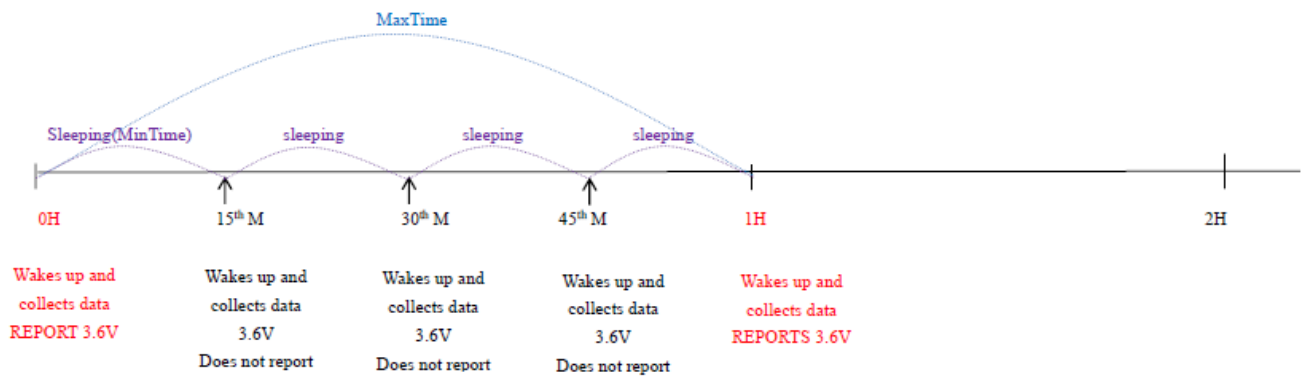 MaxTime
Sleeping(MinTime)
sleeping
sleeping
sleeping
0H
15th M
30th M
45th M
1H
2H
Wakes up and
collects data
REPORT 3.6V
Wakes up and
collects data
3.6V
Does not report
Wakes up and
collects data
3.6V
Does not report
Wakes up and
collects data
3.6V
Does not report
Wakes up and
collects data
REPORTS 3.6V